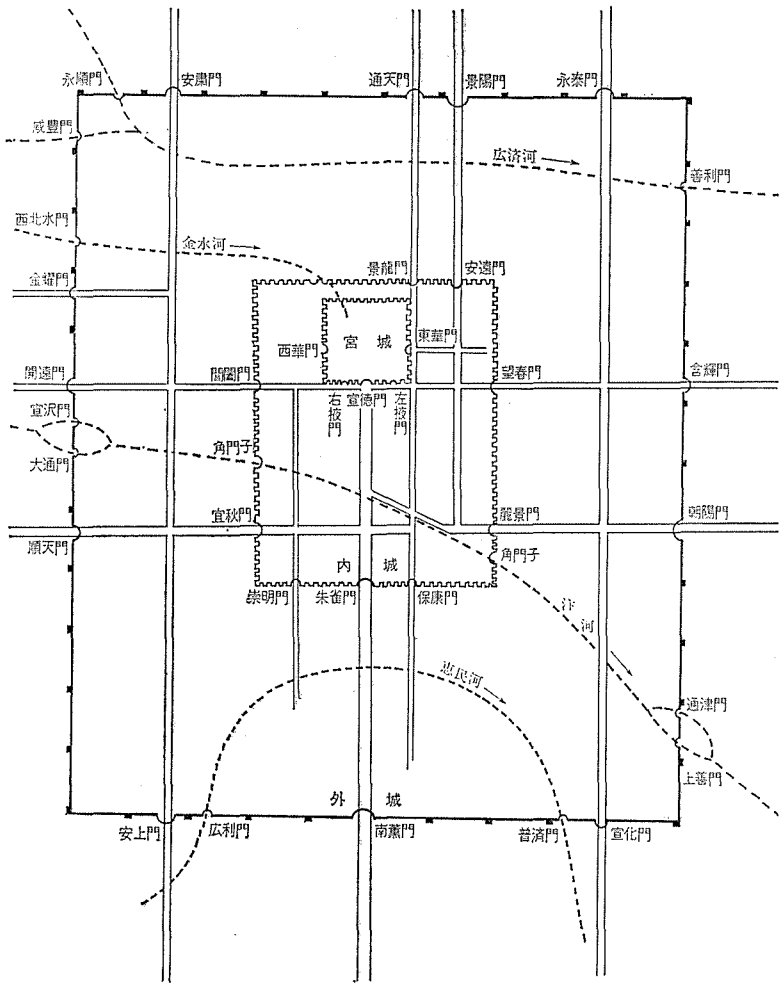 永順門
安粛門
通天門
景陽門
永泰門
咸豊門
広済河
善利門
西北水門
金水河
金耀門
景龍門
安遠門
東華門
西華門
宮城
開遠門
閶闔門
望春門
含輝門
右掖門
宣徳門
左掖門
宣沢門
大通門
角門子
宜秋門
麗景門
朝陽門
順天門
角門子
内城
崇明門
朱雀門
保康門
汴河
恵民河
通津門
上善門
外城
安上門
広利門
南薫門
普済門
宣化門